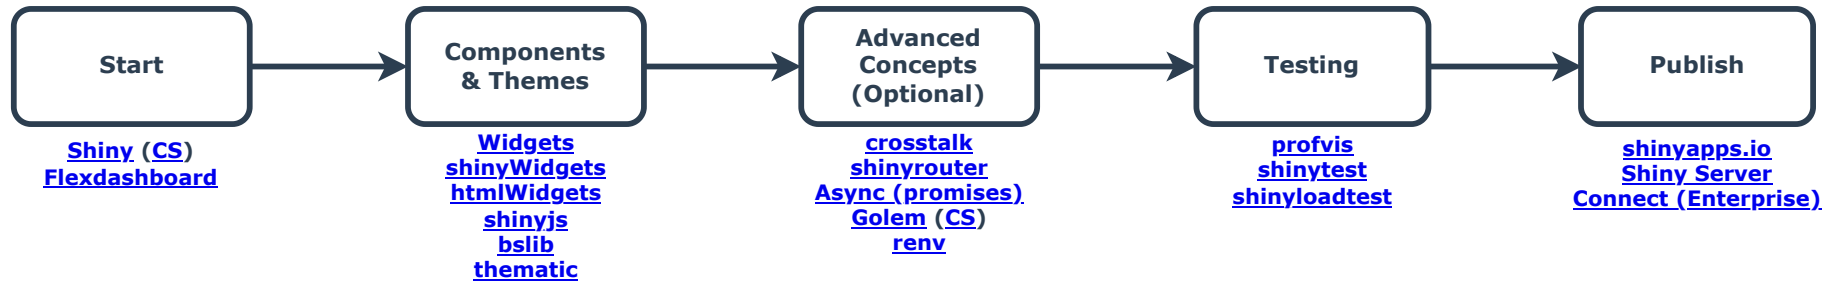 Start
Shiny (CS)
Flexdashboard
Components
& Themes
Widgets
shinyWidgets
htmlWidgets
shinyjs
bslib
thematic
Advanced
Concepts
(Optional)
crosstalk
shinyrouter
Async (promises)
Golem (CS)
renv
Testing
profvis
shinytest
shinyloadtest
Publish
shinyapps.io
Shiny Server
Connect (Enterprise)